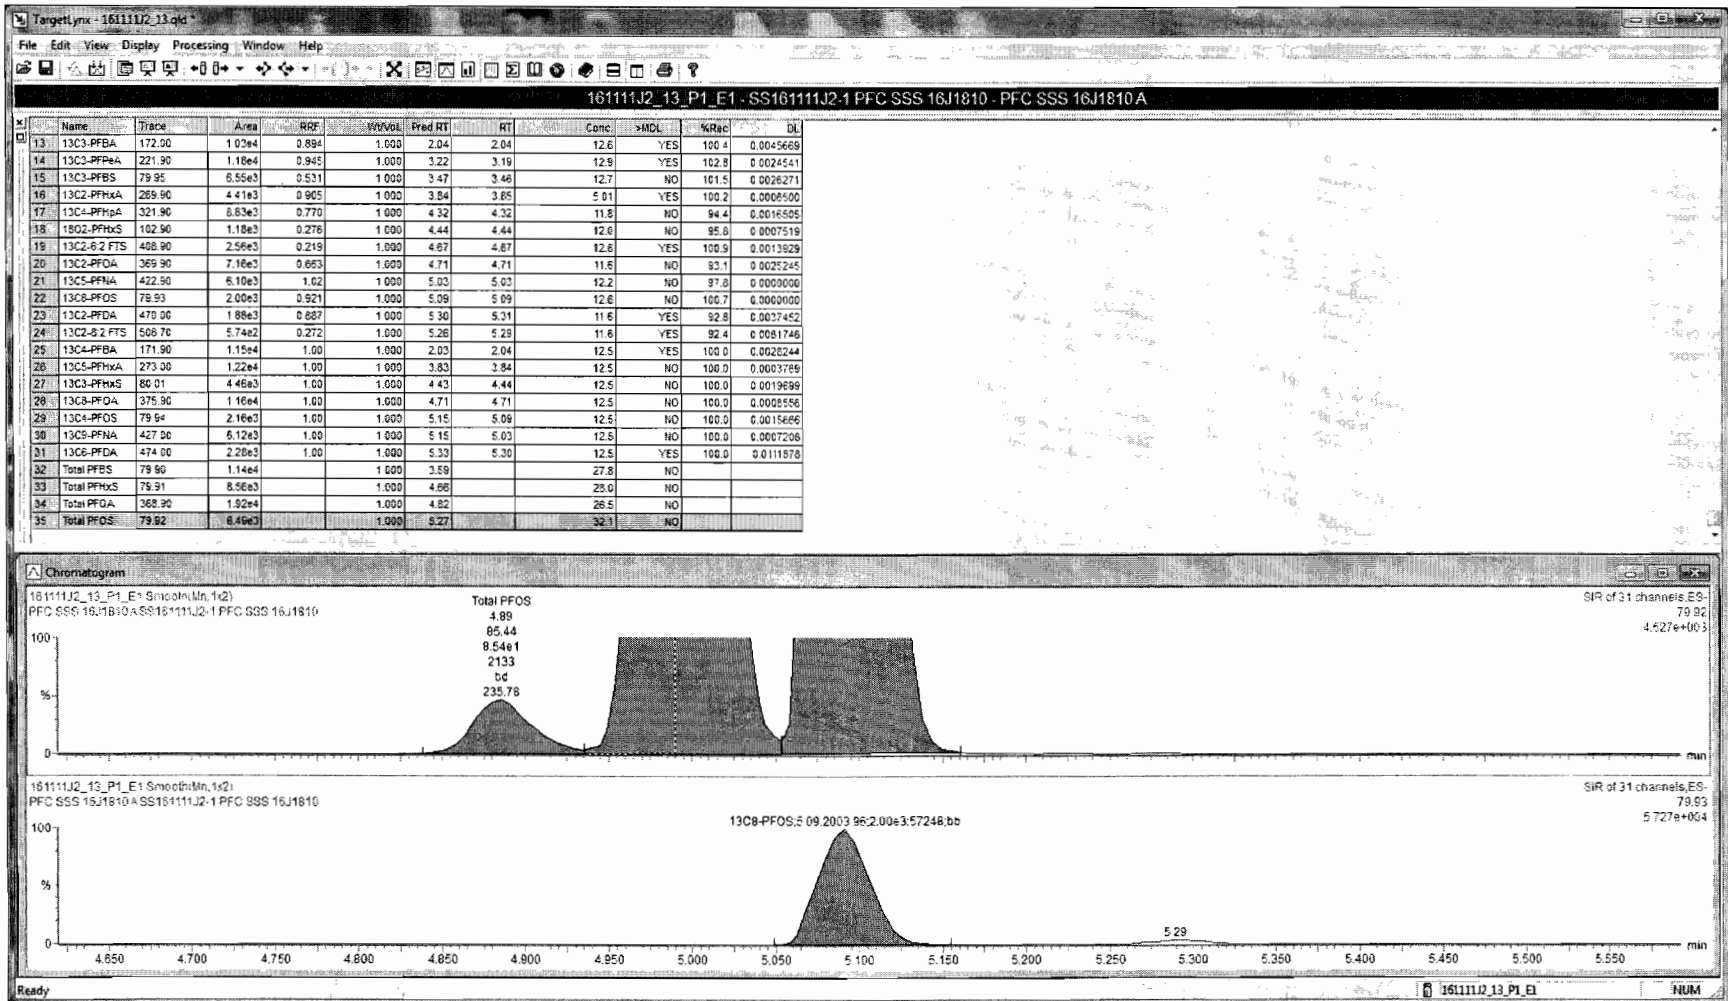 TargetLynx - 161111J2_13.qld *
File Edit View Display Processing Window Help
161111J2_13_P1_E1 - SS161111J2-1 PFC SSS 16J1810 - PFC SSS 16J1810 A
Name Trace Area RRF Wt/Vol. Pred RT RT Conc. >MDL %Rec DL
13 13C3-PFBA 172.00 1.03e4 0.894 1.000 2.04 2.04 12.6 YES 100.4 0.0045669
14 13C3-PFPeA 221.90 1.18e4 0.945 1.000 3.22 3.19 12.9 YES 102.8 0.0024541
15 13C3-PFBS 79.95 6.55e3 0.531 1.000 3.47 3.46 12.7 NO 101.5 0.0026271
16 13C2-PFHxA 269.90 4.41e3 0.905 1.000 3.84 3.85 5.01 YES 100.2 0.0006500
17 13C4-PFHpA 321.90 8.83e3 0.770 1.000 4.32 4.32 11.8 NO 94.4 0.0016505
18 18O2-PFHxS 102.90 1.18e3 0.276 1.000 4.44 4.44 12.0 NO 95.8 0.0007519
19 13C2-6:2 FTS 408.90 2.56e3 0.219 1.000 4.67 4.67 12.6 YES 100.9 0.0013929
20 13C2-PFOA 369.90 7.16e3 0.663 1.000 4.71 4.71 11.6 NO 93.1 0.0025245
21 13C5-PFNA 422.90 6.10e3 1.02 1.000 5.03 5.03 12.2 NO 97.8 0.0000000
22 13C8-PFOS 79.93 2.00e3 0.921 1.000 5.09 5.09 12.6 NO 100.7 0.0000000
23 13C2-PFDA 470.00 1.88e3 0.887 1.000 5.30 5.31 11.6 YES 92.8 0.0037452
24 13C2-8:2 FTS 508.70 5.74e2 0.272 1.000 5.26 5.29 11.6 YES 92.4 0.0081746
25 13C4-PFBA 171.90 1.15e4 1.00 1.000 2.03 2.04 12.5 YES 100.0 0.0028244
26 13C5-PFHxA 273.00 1.22e4 1.00 1.000 3.83 3.84 12.5 NO 100.0 0.0003789
27 13C3-PFHxS 80.01 4.46e3 1.00 1.000 4.43 4.44 12.5 NO 100.0 0.0019699
28 13C8-PFOA 375.90 1.16e4 1.00 1.000 4.71 4.71 12.5 NO 100.0 0.0008556
29 13C4-PFOS 79.94 2.16e3 1.00 1.000 5.15 5.09 12.5 NO 100.0 0.0015866
30 13C9-PFNA 427.00 6.12e3 1.00 1.000 5.15 5.03 12.5 NO 100.0 0.0007208
31 13C6-PFDA 474.00 2.28e3 1.00 1.000 5.33 5.30 12.5 YES 100.0 0.0111878
32 Total PFBS 79.90 1.14e4 1.000 3.59 27.8 NO
33 Total PFHxS 79.91 8.56e3 1.000 4.66 28.0 NO
34 Total PFOA 368.90 1.92e4 1.000 4.82 26.5 NO
35 Total PFOS 79.92 6.49e3 1.000 5.27 32.1 NO
Chromatogram
161111J2_13_P1_E1 Smooth(Mn,1x2)
PFC SSS 16J1810 A SS161111J2-1 PFC SSS 16J1810
SIR of 31 channels,ES-
79.92
4.527e+003
Total PFOS
4.89
85.44
8.54e1
2133
bd
235.78
100
%
0
min
161111J2_13_P1_E1 Smooth(Mn,1x2)
PFC SSS 16J1810 A SS161111J2-1 PFC SSS 16J1810
SIR of 31 channels,ES-
79.93
5.727e+004
13C8-PFOS;5.09;2003.96;2.00e3;57248;bb
100
%
0
5.29
min
4.650 4.700 4.750 4.800 4.850 4.900 4.950 5.000 5.050 5.100 5.150 5.200 5.250 5.300 5.350 5.400 5.450 5.500 5.550
Ready
161111J2_13_P1_E1 NUM